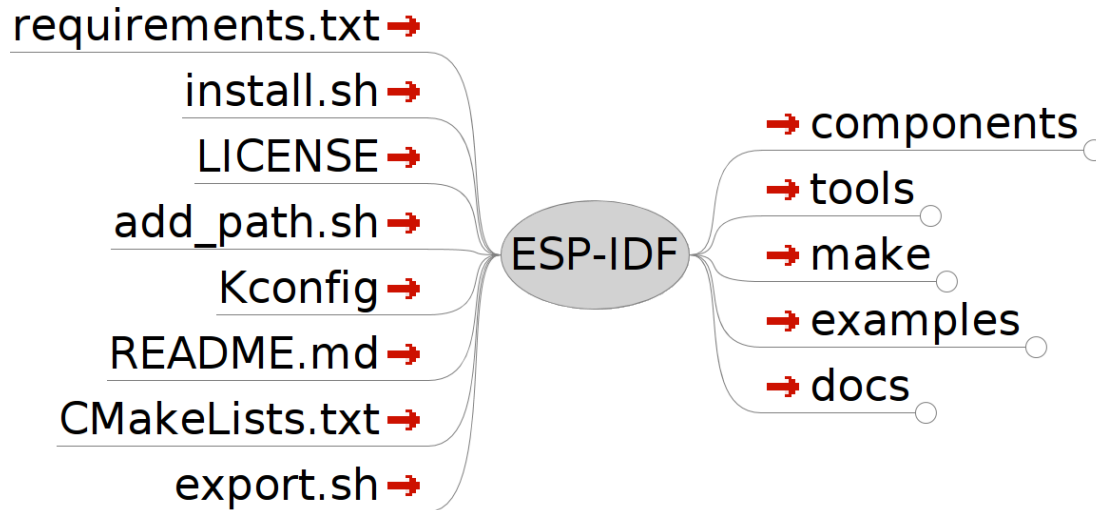 requirements.txt
install.sh
LICENSE
add_path.sh
Kconfig
README.md
CMakeLists.txt
export.sh
ESP-IDF
components
tools
make
examples
docs